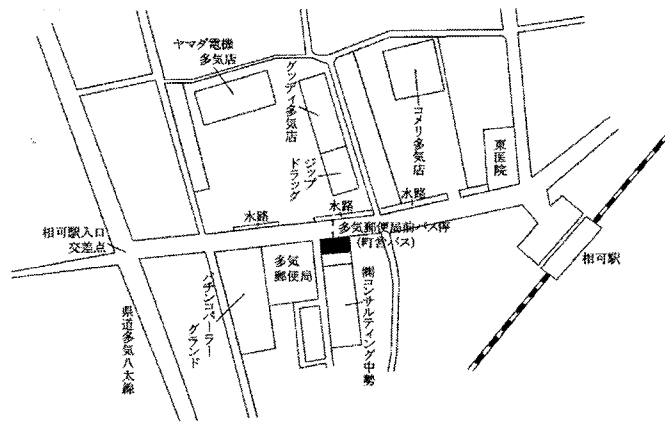 ヤマダ電機
多気店
グッディ多気店
ジップ
ドラッグ
コメリ多気店
東医院
水路
水路
水路
多気郵便局前バス停
(町営バス)
相可駅入口
交差点
多気
郵便局
パチンコパーラー
グランド
㈱コンサルティング中勢
相可駅
県道多気八太線